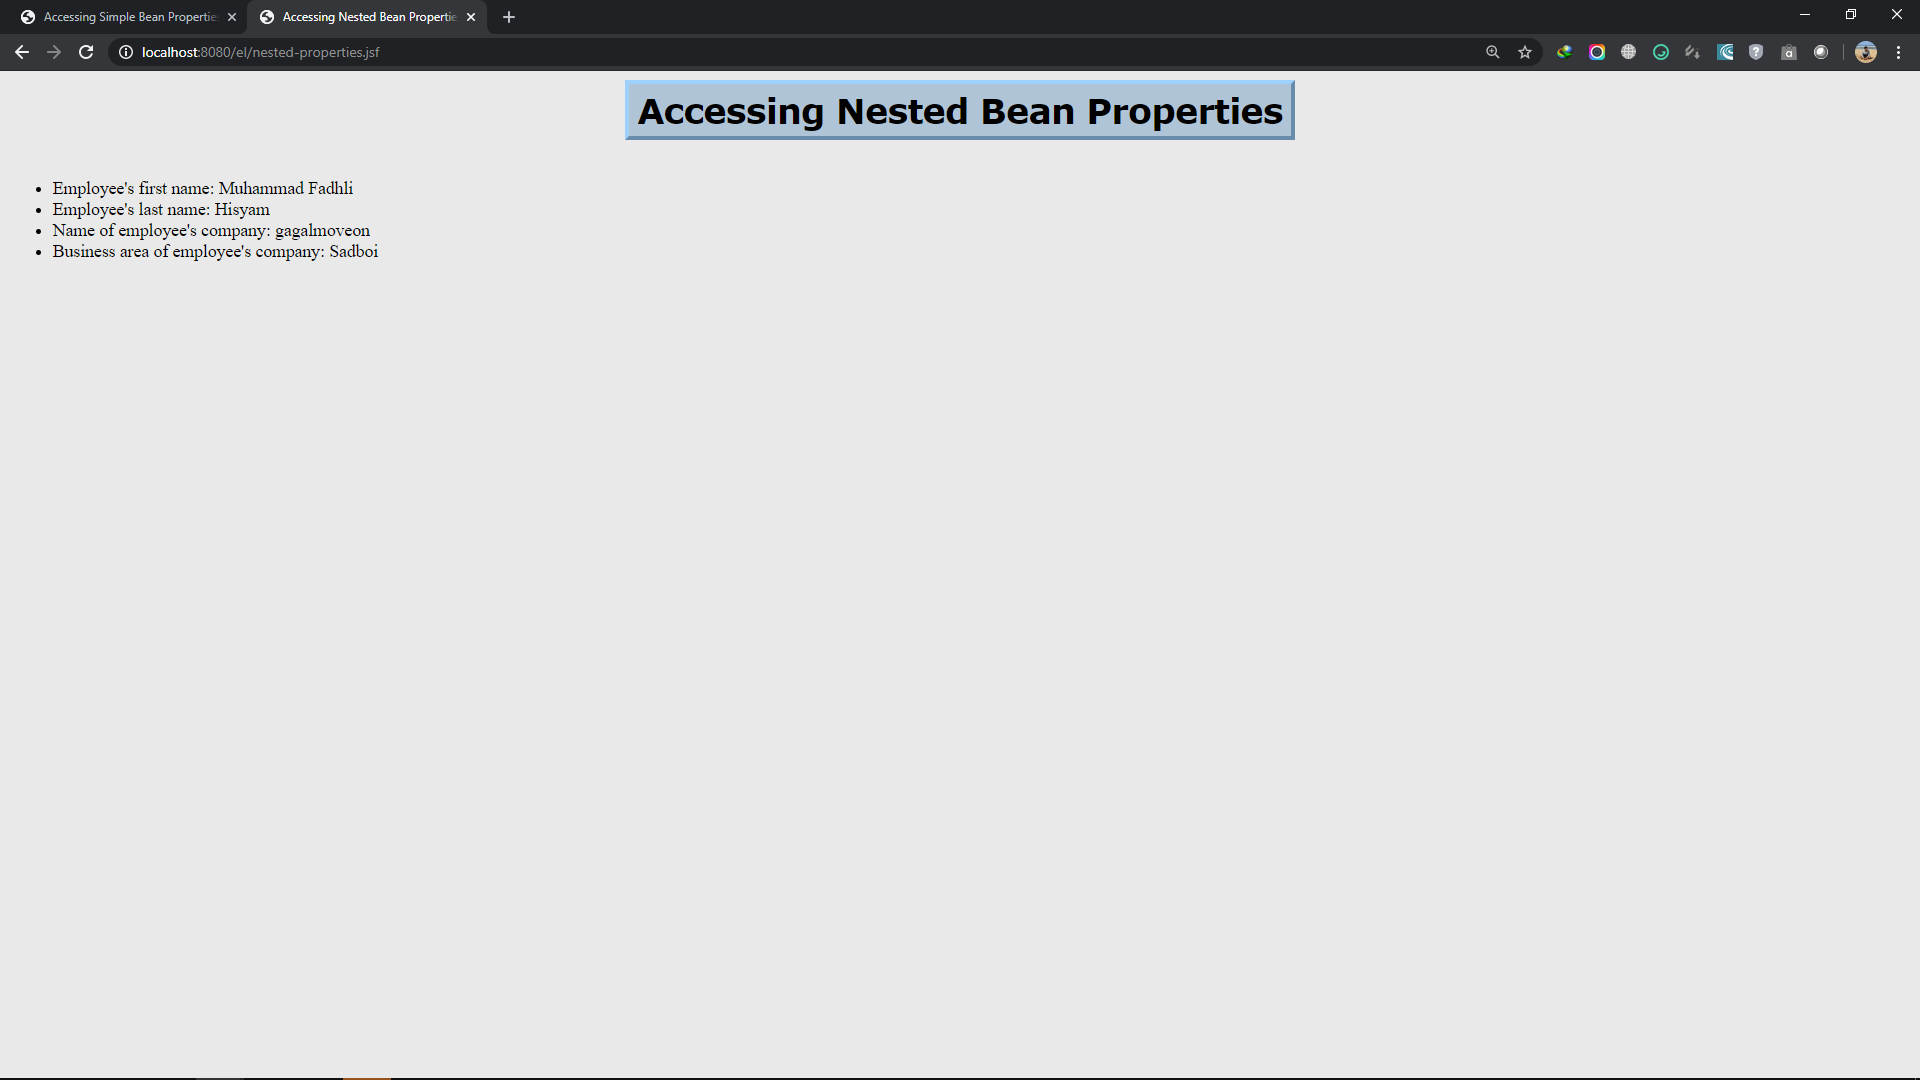 Accessing Simple Bean Propertie
Accessing Nested Bean Propertie
localhost:8080/el/nested-properties.jsf
Accessing Nested Bean Properties
• Employee's first name: Muhammad Fadhli
• Employee's last name: Hisyam
• Name of employee's company: gagalmoveon
• Business area of employee's company: Sadboi